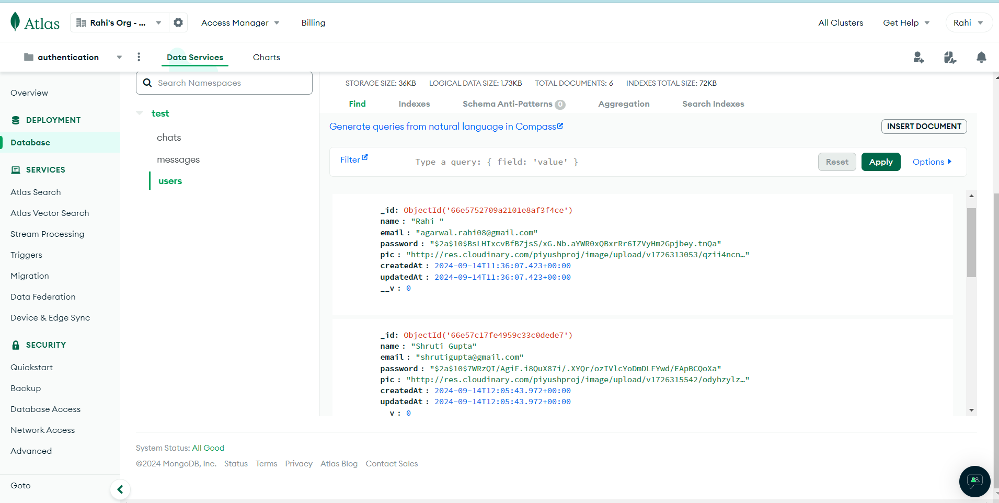 Atlas
Rahi's Org - ...
Access Manager
Billing
All Clusters
Get Help
Rahi
authentication
Data Services
Charts
Overview
DEPLOYMENT
Database
SERVICES
Atlas Search
Atlas Vector Search
Stream Processing
Triggers
Migration
Data Federation
Device & Edge Sync
SECURITY
Quickstart
Backup
Database Access
Network Access
Advanced
Goto
Search Namespaces
test
chats
messages
users
STORAGE SIZE: 36KB LOGICAL DATA SIZE: 1.73KB TOTAL DOCUMENTS: 6 INDEXES TOTAL SIZE: 72KB
Find Indexes Schema Anti-Patterns 0 Aggregation Search Indexes
Generate queries from natural language in Compass
INSERT DOCUMENT
Filter
Type a query: { field: 'value' }
Reset
Apply
Options
_id: ObjectId('66e5752709a2101e8af3f4ce')
name : "Rahi "
email : "agarwal.rahi08@gmail.com"
password : "$2a$10$BsLHIxcvBfBZjsS/xG.Nb.aYWR0xQBxrRr6IZVyHm2Gpjbey.tnQa"
pic : "http://res.cloudinary.com/piyushproj/image/upload/v1726313053/qzii4ncn…"
createdAt : 2024-09-14T11:36:07.423+00:00
updatedAt : 2024-09-14T11:36:07.423+00:00
__v : 0
_id: ObjectId('66e57c17fe4959c33c0dede7')
name : "Shruti Gupta"
email : "shrutigupta@gmail.com"
password : "$2a$10$7WRzQI/AgiF.i8QuX87i/.XYQr/ozIVlcYoDmDLFYwd/EApBCQoXa"
pic : "http://res.cloudinary.com/piyushproj/image/upload/v1726315542/odyhzylz…"
createdAt : 2024-09-14T12:05:43.972+00:00
updatedAt : 2024-09-14T12:05:43.972+00:00
v : 0
System Status: All Good
©2024 MongoDB, Inc. Status Terms Privacy Atlas Blog Contact Sales